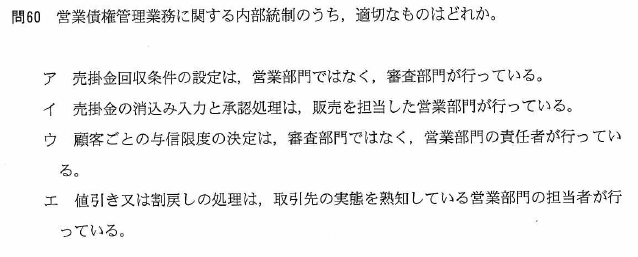 問60 営業債権管理業務に関する内部統制のうち，適切なものはどれか。
ア 売掛金回収条件の設定は，営業部門ではなく，審査部門が行っている。
イ 売掛金の消込み入力と承認処理は，販売を担当した営業部門が行っている。
ウ 顧客ごとの与信限度の決定は，審査部門ではなく，営業部門の責任者が行ってい
る。
エ 値引き又は割戻しの処理は，取引先の実態を熟知している営業部門の担当者が行
っている。